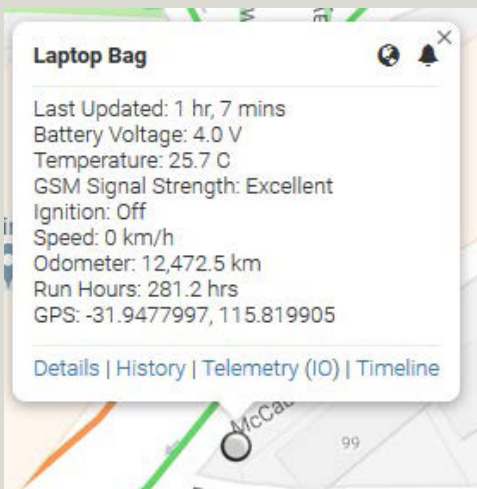 Laptop Bag
Last Updated: 1 hr, 7 mins
Battery Voltage: 4.0 V
Temperature: 25.7 C
GSM Signal Strength: Excellent
Ignition: Off
Speed: 0 km/h
Odometer: 12,472.5 km
Run Hours: 281.2 hrs
GPS: -31.9477997, 115.819905
Details | History | Telemetry (IO) | Timeline
99